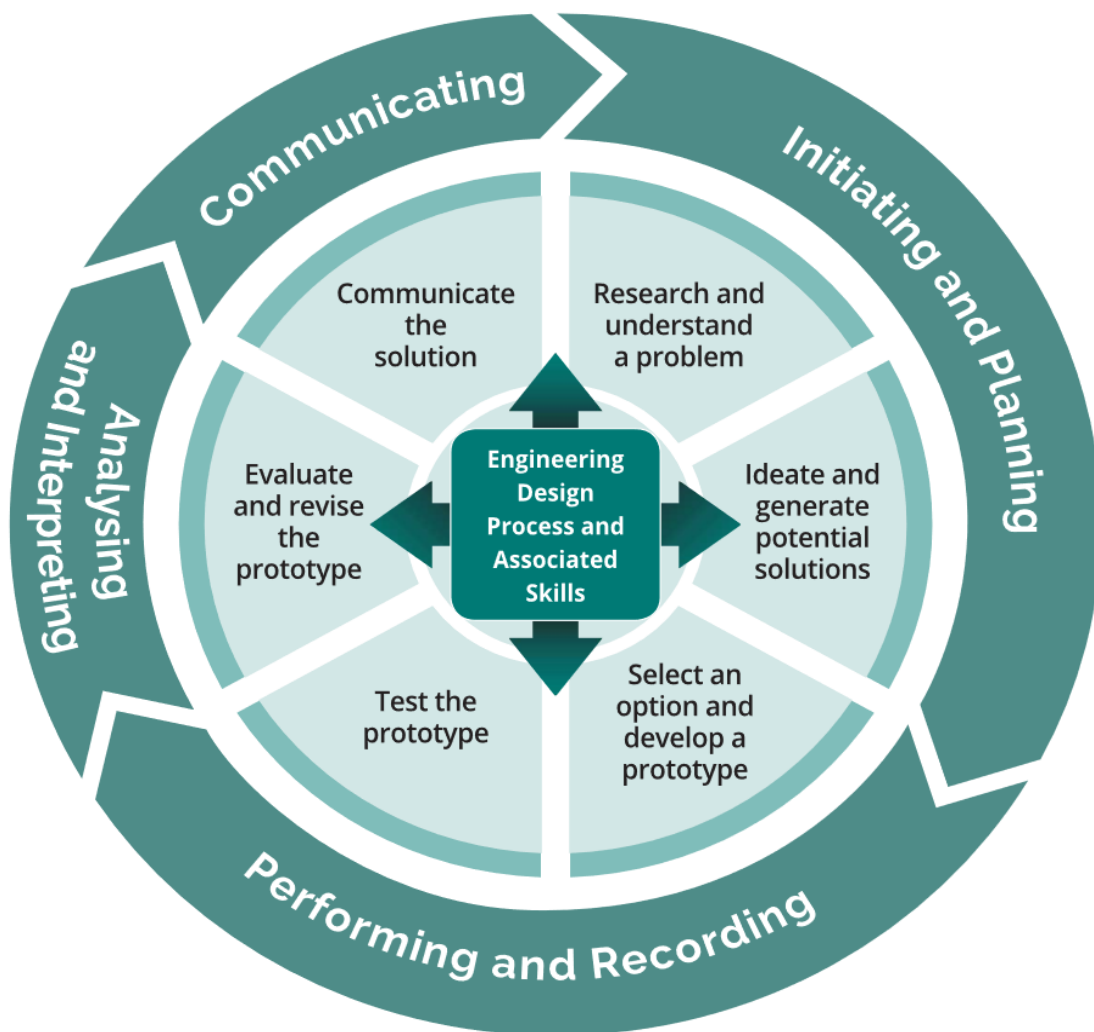 Communicating
Initiating and Planning
Performing and Recording
Analysing
and Interpreting
Research and
understand
a problem
Ideate and
generate
potential
solutions
Select an
option and
develop a
prototype
Test the
prototype
Evaluate
and revise
the
prototype
Communicate
the
solution
Engineering
Design
Process and
Associated
Skills